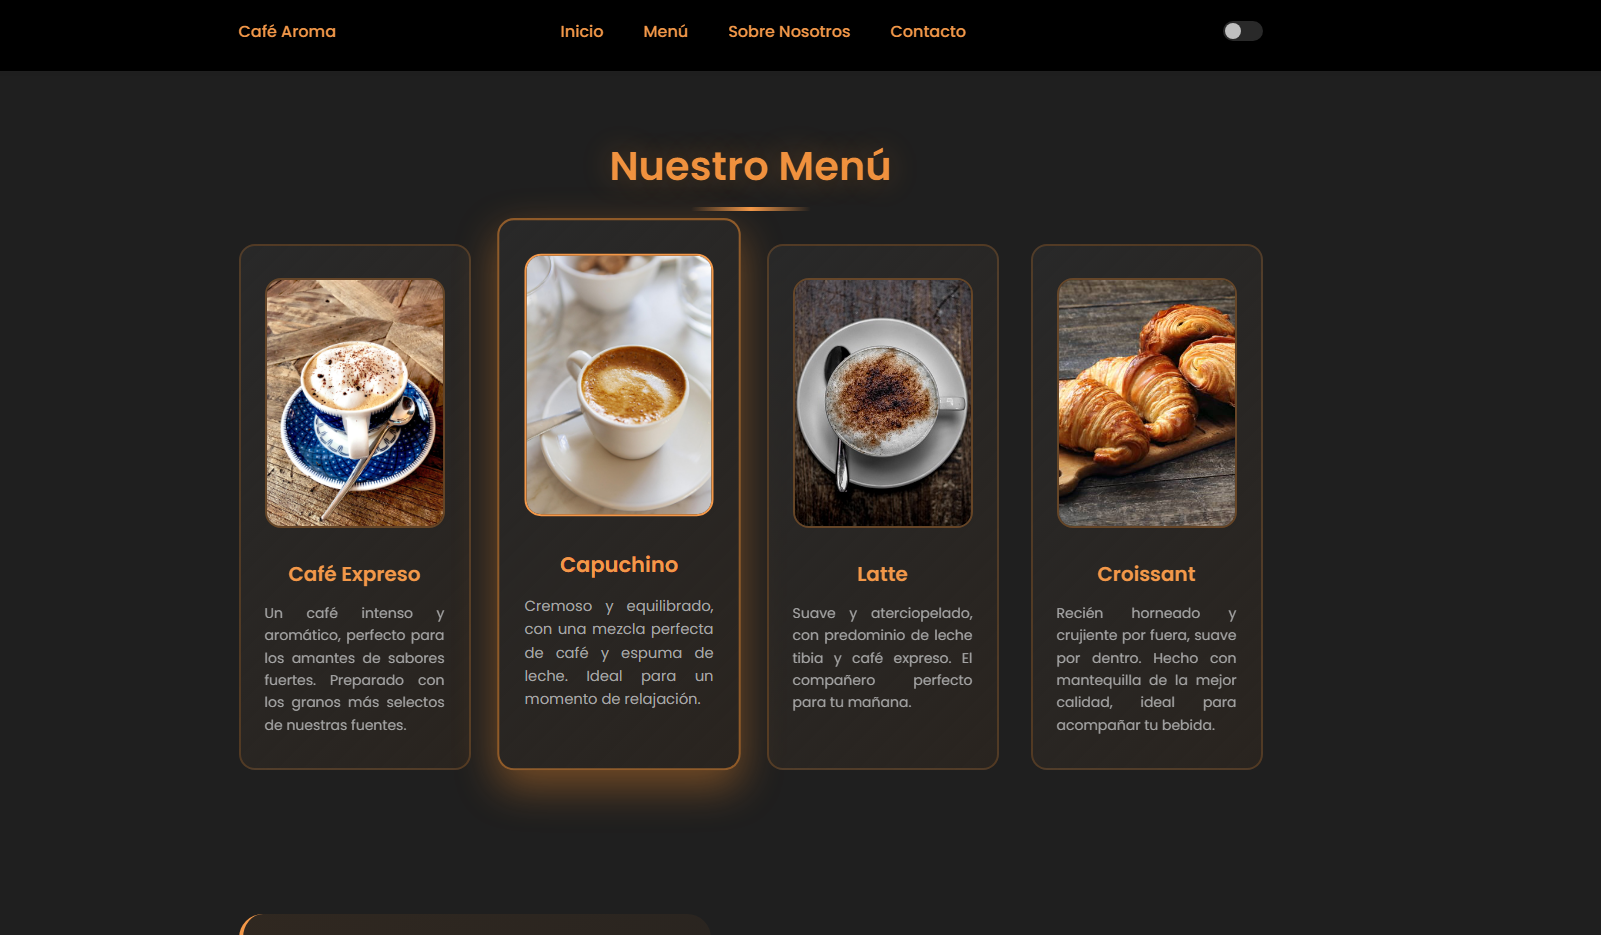 Café Aroma
Inicio
Menú
Sobre Nosotros
Contacto
Nuestro Menú
Café Expreso
Un café intenso y
aromático, perfecto para
los amantes de sabores
fuertes. Preparado con
los granos más selectos
de nuestras fuentes.
Capuchino
Cremoso y equilibrado,
con una mezcla perfecta
de café y espuma de
leche. Ideal para un
momento de relajación.
Latte
Suave y aterciopelado,
con predominio de leche
tibia y café expreso. El
compañero perfecto
para tu mañana.
Croissant
Recién horneado y
crujiente por fuera, suave
por dentro. Hecho con
mantequilla de la mejor
calidad, ideal para
acompañar tu bebida.